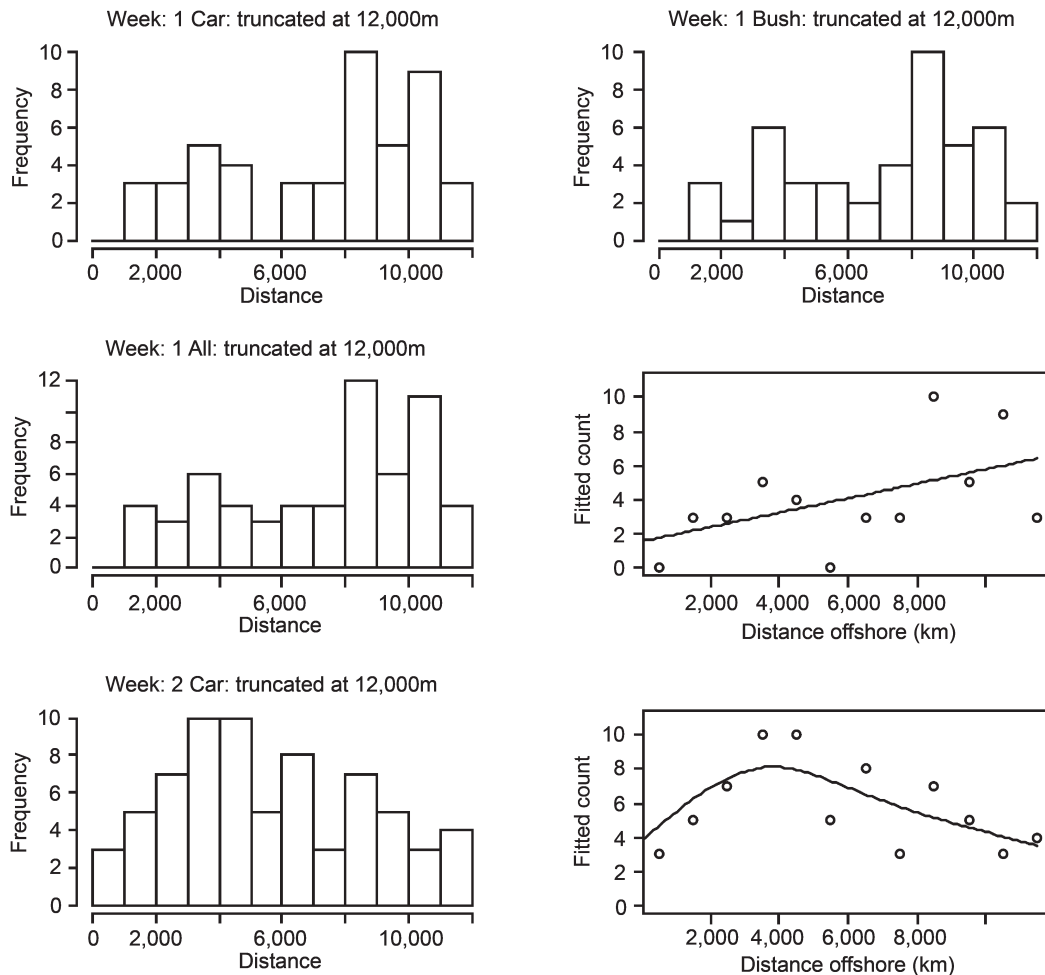 Week: 1 Car: truncated at 12,000m
10
8
6
4
2
0
Frequency
0 2,000 6,000 10,000
Distance
Week: 1 Bush: truncated at 12,000m
10
8
6
4
2
0
Frequency
0 2,000 6,000 10,000
Distance
Week: 1 All: truncated at 12,000m
12
8
6
4
2
0
Frequency
0 2,000 6,000 10,000
Distance
10
8
6
4
2
0
Fitted count
2,000 4,000 6,000 8,000
Distance offshore (km)
Week: 2 Car: truncated at 12,000m
10
8
6
4
2
0
Frequency
0 2,000 6,000 10,000
Distance
10
8
6
4
2
0
Fitted count
2,000 4,000 6,000 8,000
Distance offshore (km)